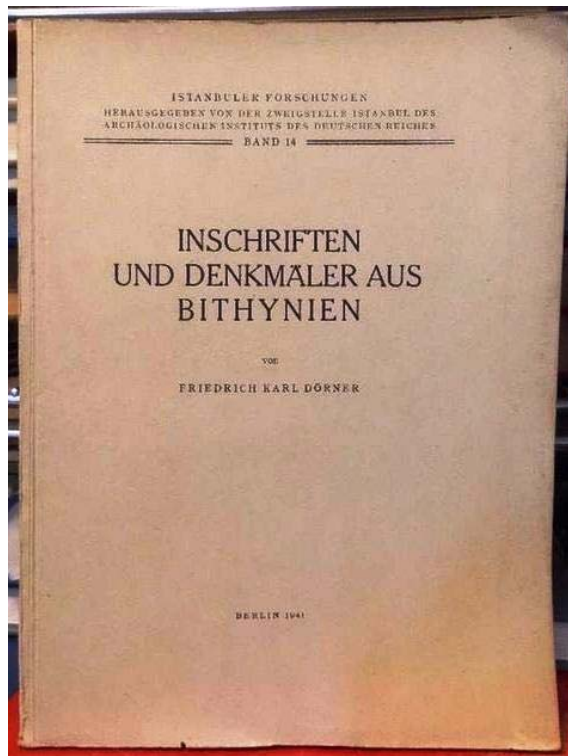 ISTANBULER FORSCHUNGEN
HERAUSGEGEBEN VON DER ZWEIGSTELLE ISTANBUL DES
ARCHÄOLOGISCHEN INSTITUTS DES DEUTSCHEN REICHES
BAND 14
INSCHRIFTEN
UND DENKMÄLER AUS
BITHYNIEN
VON
FRIEDRICH KARL DÖRNER
BERLIN 1941